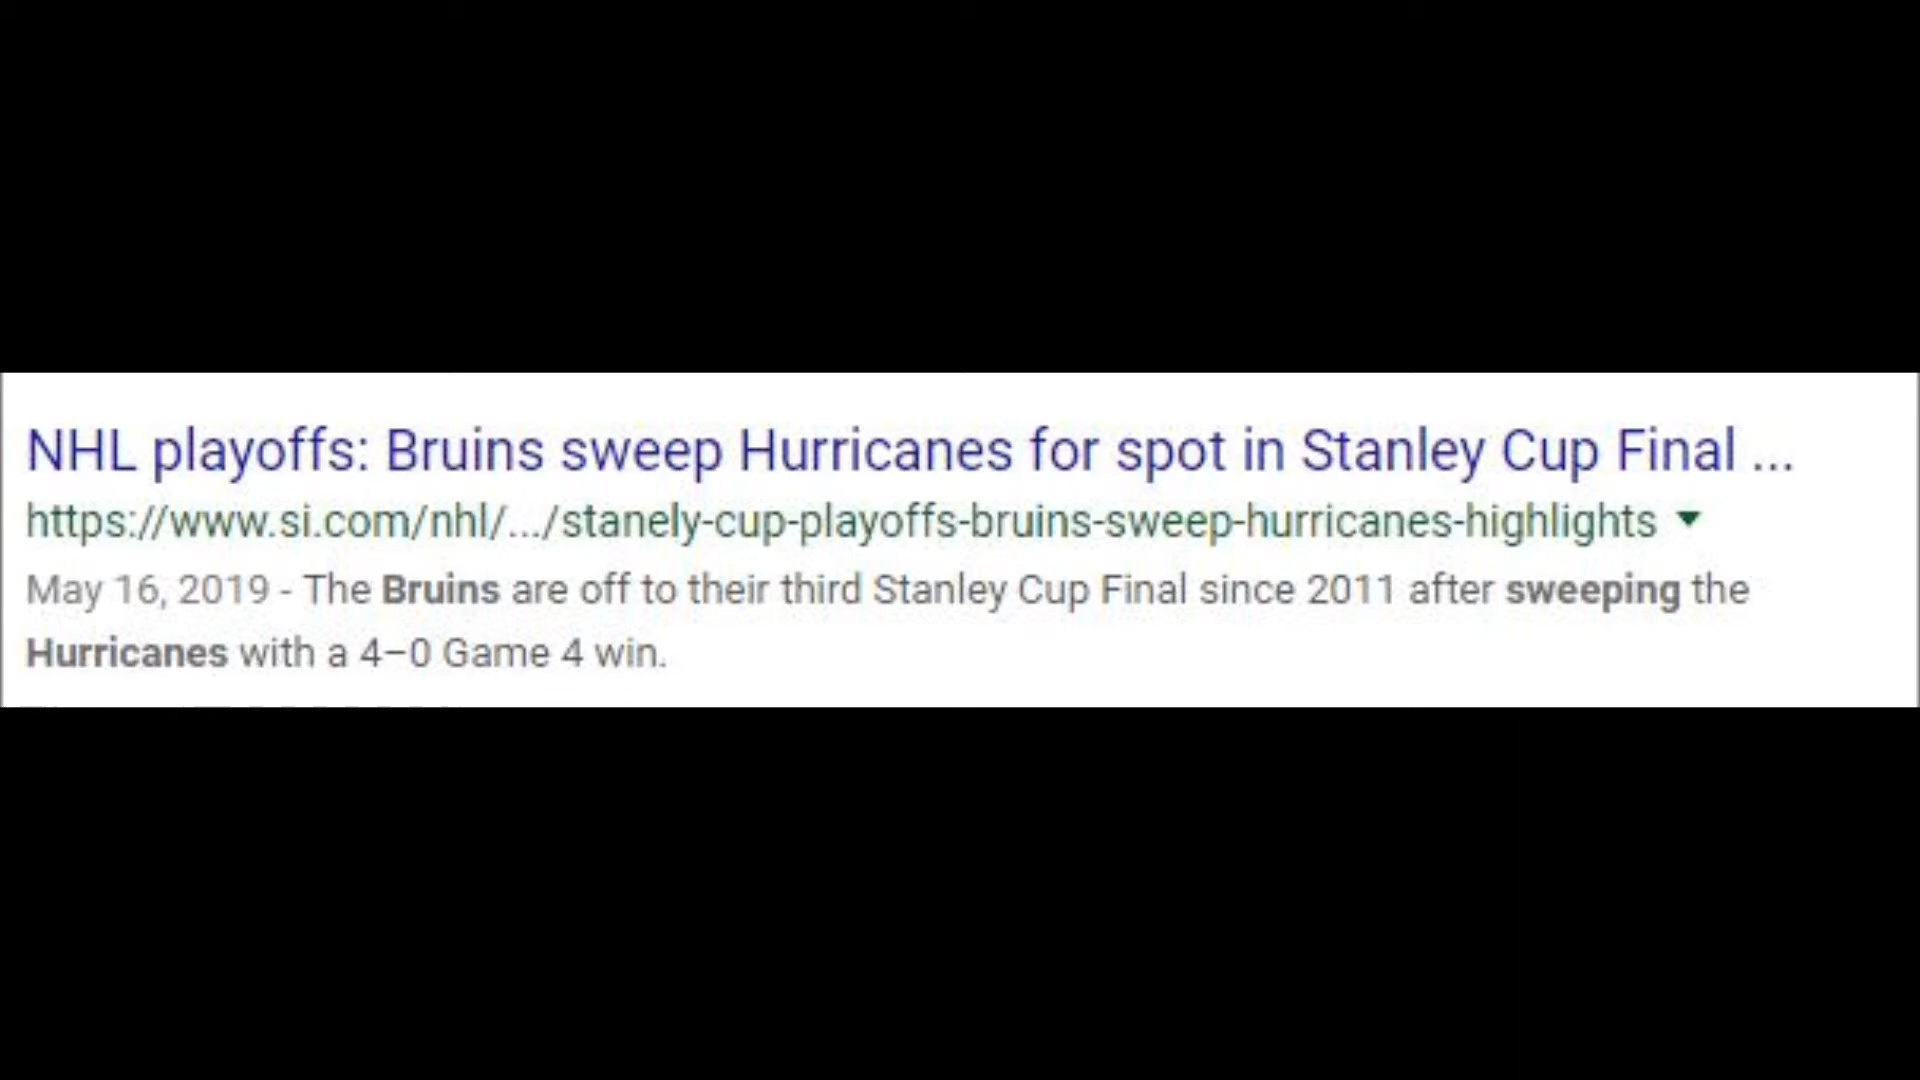 NHL playoffs: Bruins sweep Hurricanes for spot in Stanley Cup Final ...
https://www.si.com/nhl/.../stanely-cup-playoffs-bruins-sweep-hurricanes-highlights ▼
May 16, 2019 - The Bruins are off to their third Stanley Cup Final since 2011 after sweeping the
Hurricanes with a 4–0 Game 4 win.